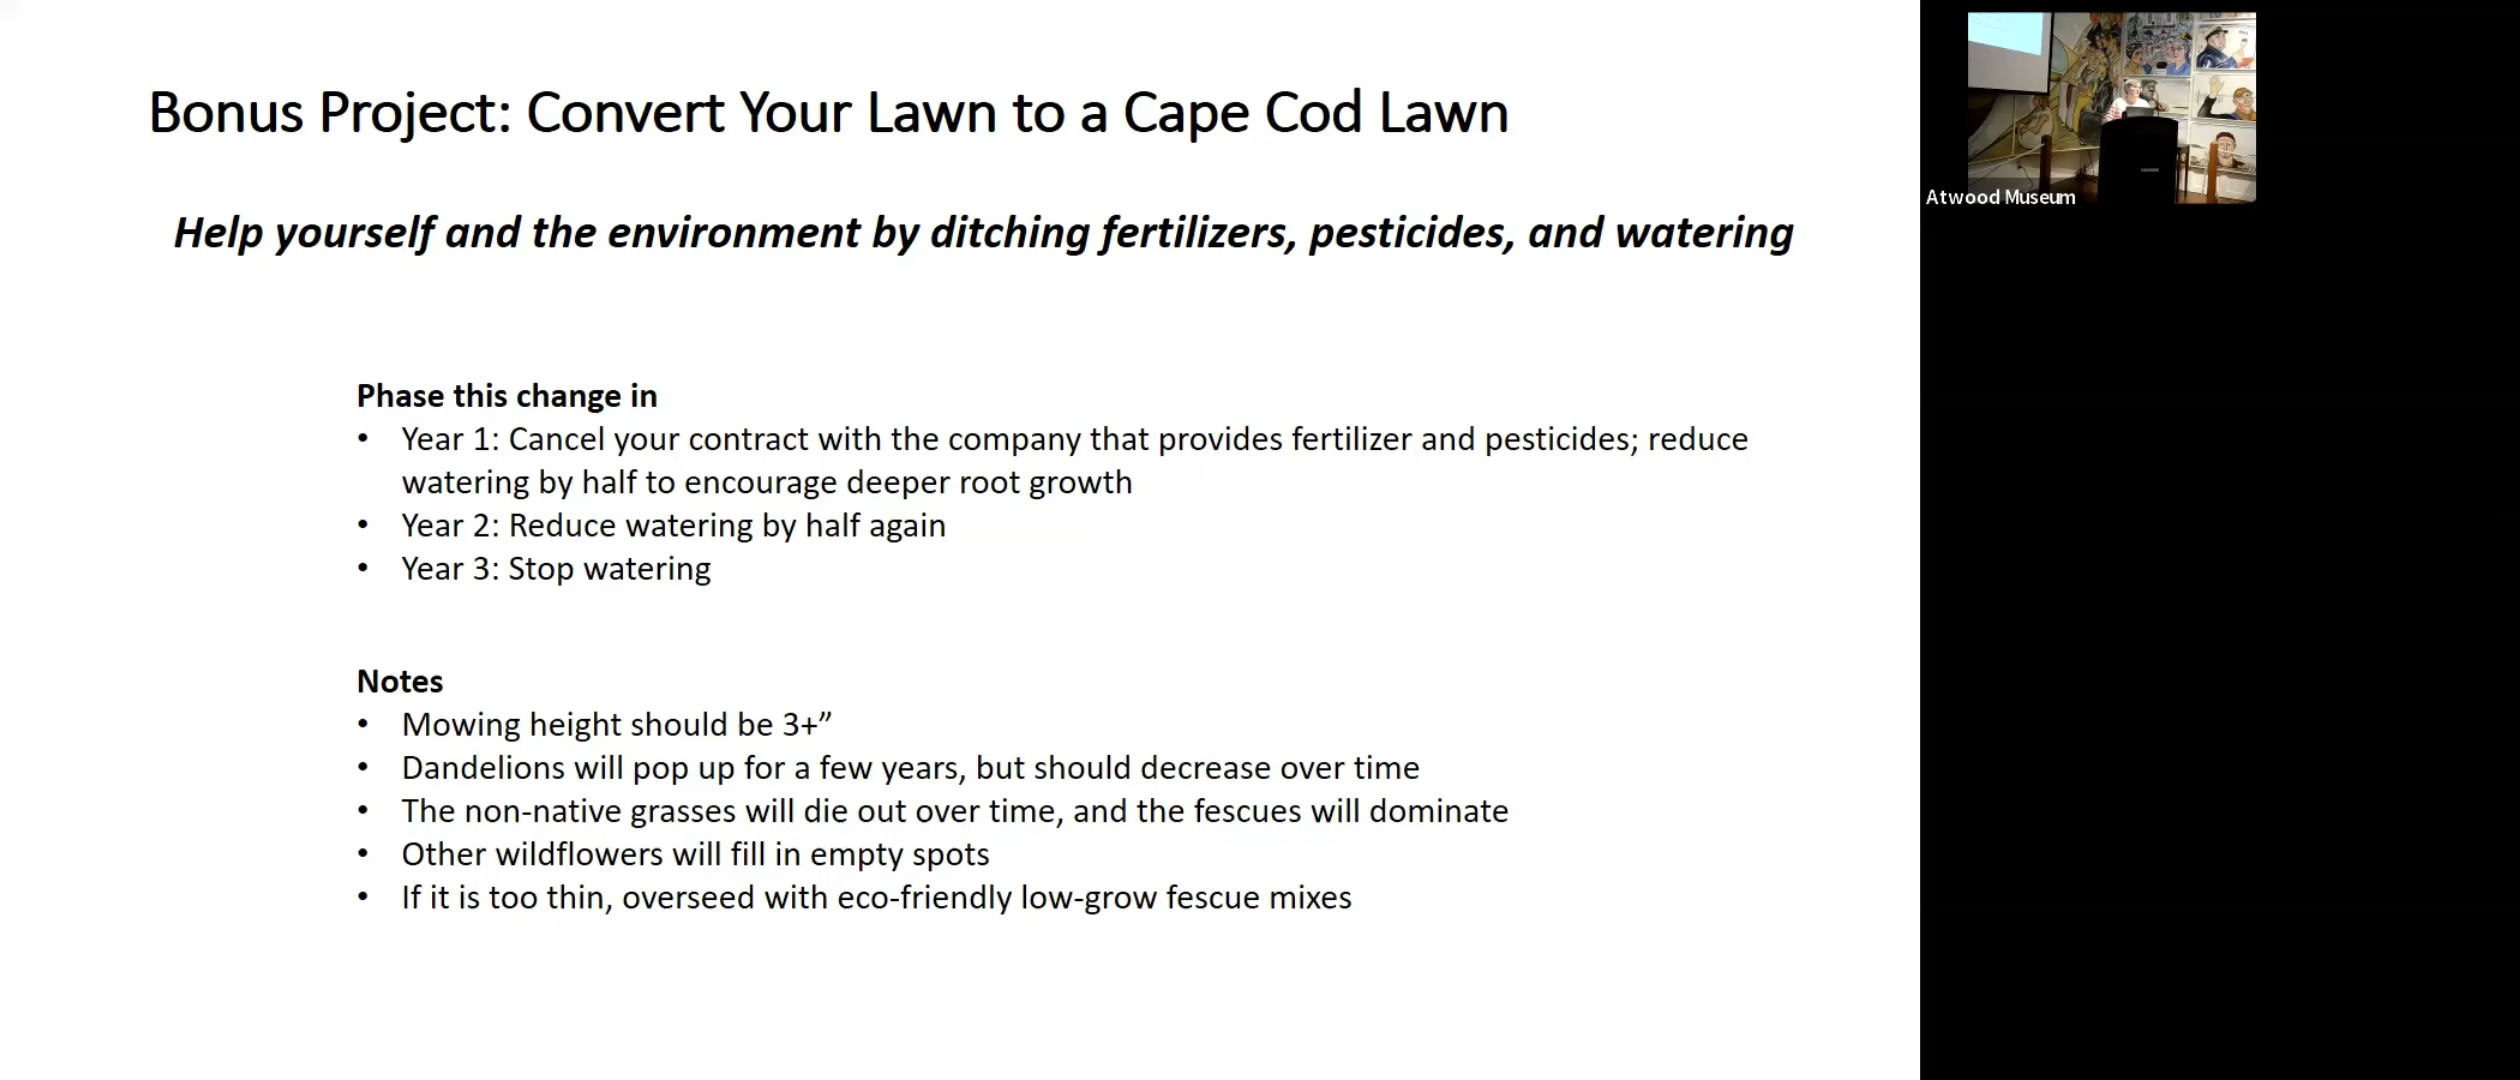 Bonus Project: Convert Your Lawn to a Cape Cod Lawn
Help yourself and the environment by ditching fertilizers, pesticides, and watering
Phase this change in
• Year 1: Cancel your contract with the company that provides fertilizer and pesticides; reduce
watering by half to encourage deeper root growth
• Year 2: Reduce watering by half again
• Year 3: Stop watering
Notes
• Mowing height should be 3+”
• Dandelions will pop up for a few years, but should decrease over time
• The non-native grasses will die out over time, and the fescues will dominate
• Other wildflowers will fill in empty spots
• If it is too thin, overseed with eco-friendly low-grow fescue mixes
Atwood Museum